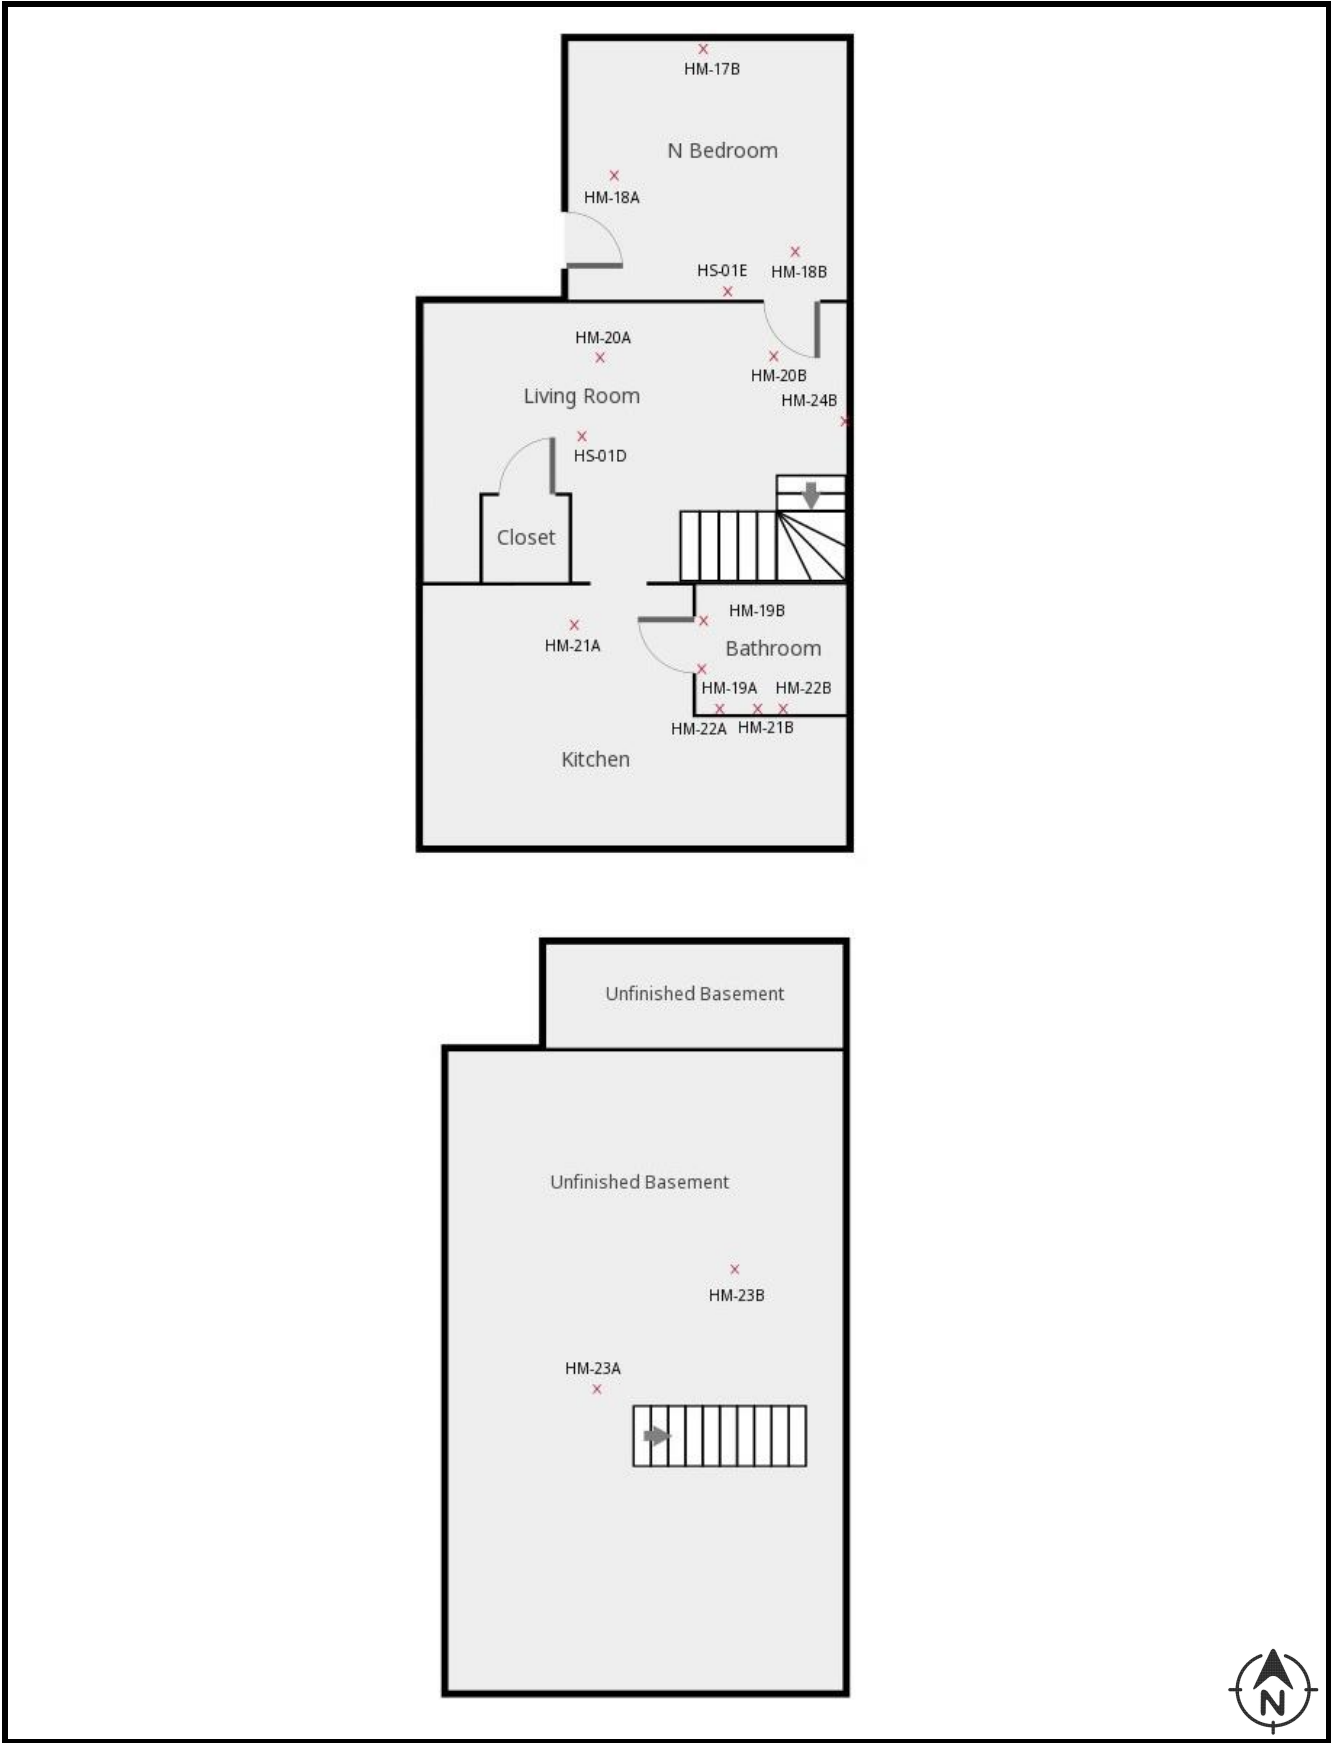 HM-17B
N Bedroom
HM-18A
HS-01E
HM-18B
HM-20A
HM-20B
Living Room
HM-24B
HS-01D
Closet
HM-19B
HM-21A
Bathroom
HM-19A
HM-22B
HM-22A
HM-21B
Kitchen
Unfinished Basement
Unfinished Basement
HM-23B
HM-23A
N